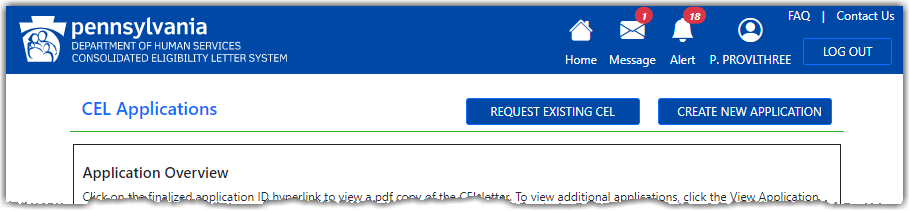 pennsylvania
DEPARTMENT OF HUMAN SERVICES
CONSOLIDATED ELIGIBILITY LETTER SYSTEM
1
18
FAQ | Contact Us
Home Message Alert P. PROVLTHREE
LOG OUT
CEL Applications
REQUEST EXISTING CEL
CREATE NEW APPLICATION
Application Overview
Click on the finalized application ID hyperlink to view a pdf copy of the CEL letter. To view additional applications, click the View Application